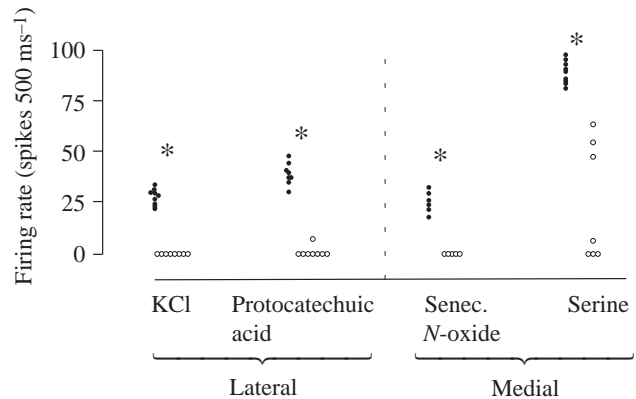 Firing rate (spikes 500 ms⁻¹)
100
75
50
25
0
*
*
*
*
KCl
Protocatechuic
acid
Senec.
N-oxide
Serine
Lateral
Medial